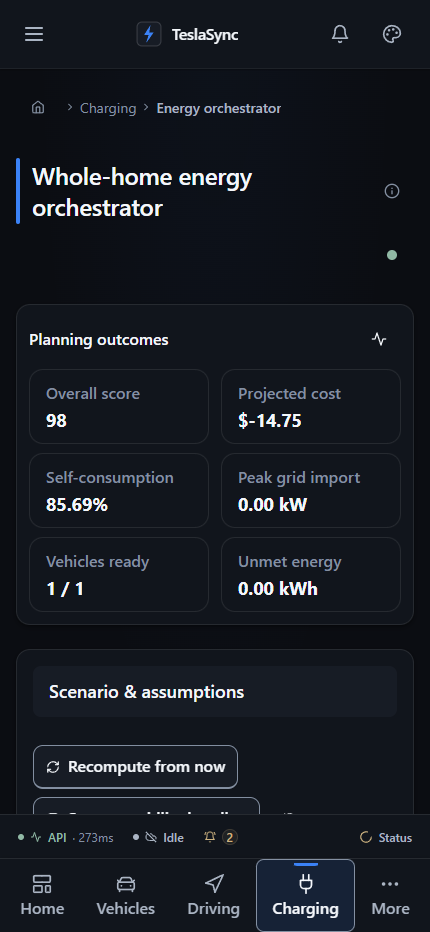 TeslaSync
Charging
Energy orchestrator
Whole-home energy
orchestrator
Planning outcomes
Overall score
98
Projected cost
$-14.75
Self-consumption
85.69%
Peak grid import
0.00 kW
Vehicles ready
1 / 1
Unmet energy
0.00 kWh
Scenario & assumptions
Recompute from now
API · 273ms
Idle
2
Status
Home
Vehicles
Driving
Charging
More